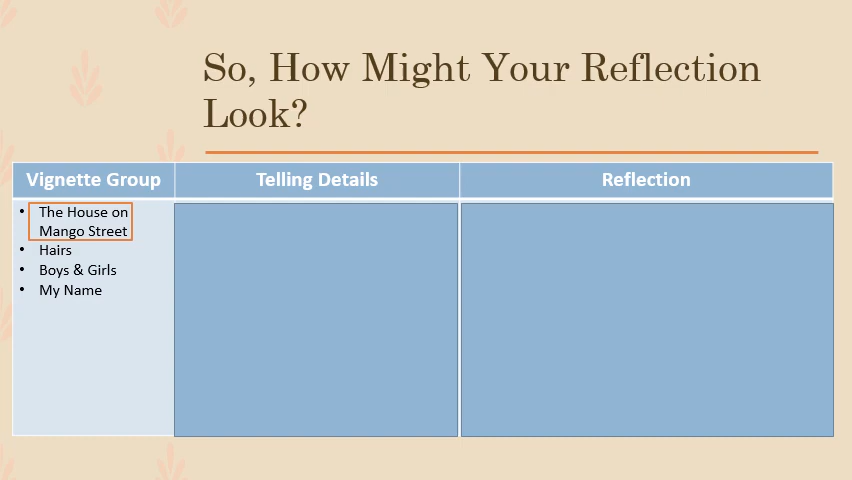 So, How Might Your Reflection
Look?
Vignette Group Telling Details Reflection
• The House on
Mango Street
• Hairs
• Boys & Girls
• My Name